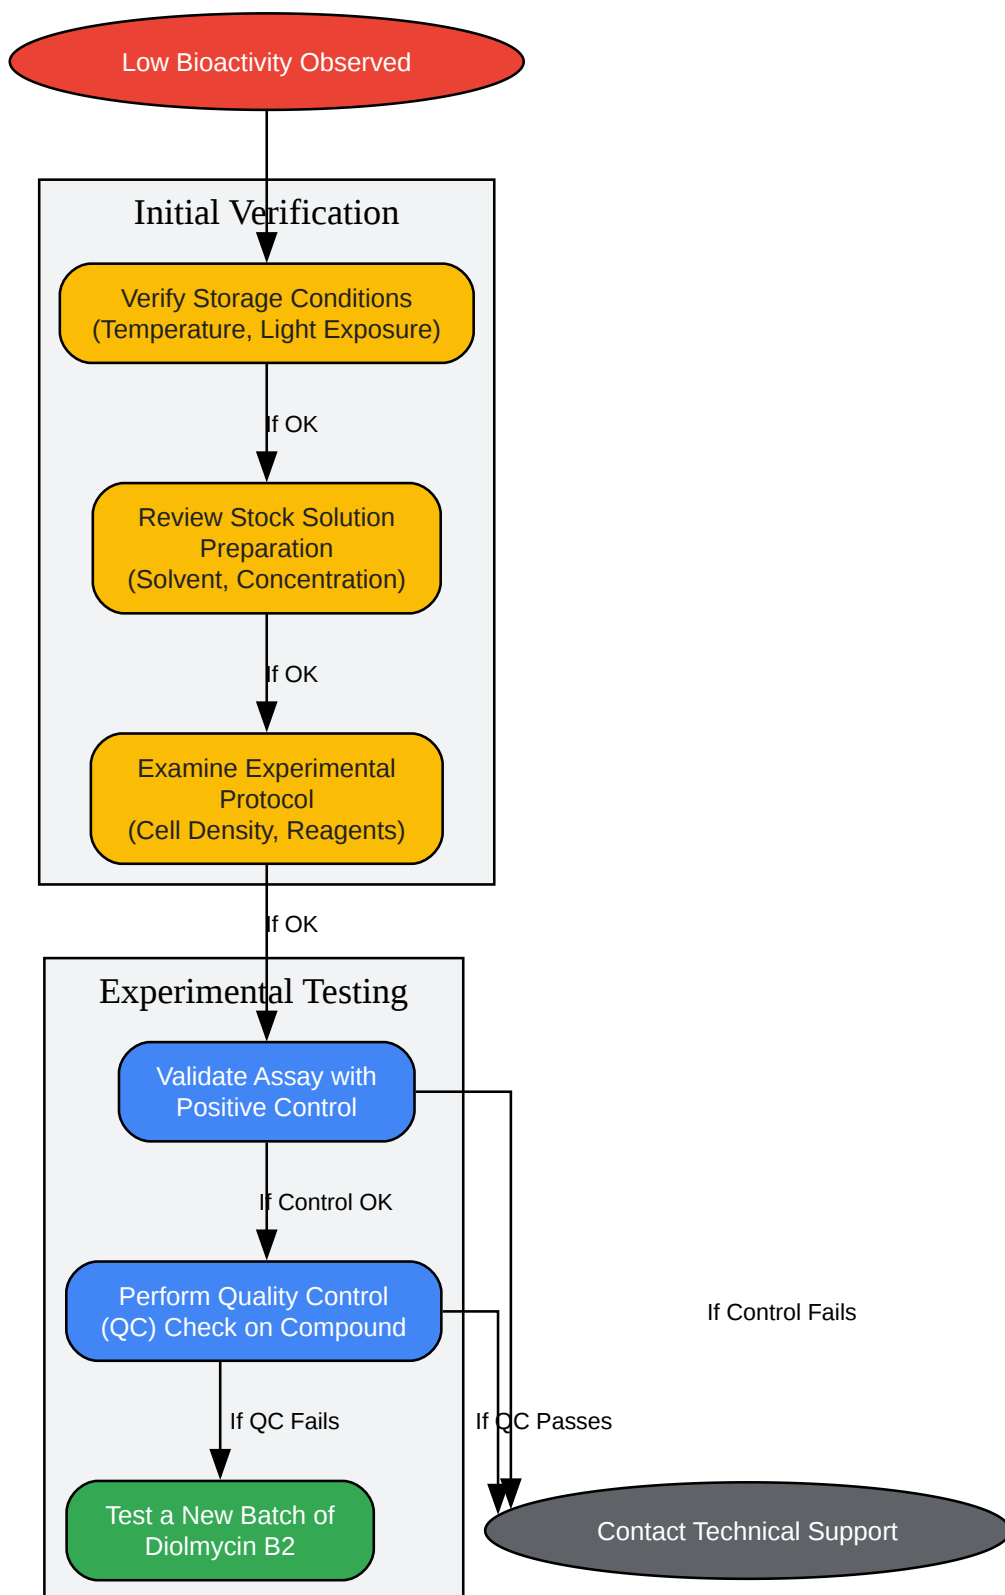 Low Bioactivity Observed
Initial Verification
Verify Storage Conditions
(Temperature, Light Exposure)
If OK
Review Stock Solution
Preparation
(Solvent, Concentration)
If OK
Examine Experimental
Protocol
(Cell Density, Reagents)
If OK
Experimental Testing
Validate Assay with
Positive Control
If Control OK
Perform Quality Control
(QC) Check on Compound
If Control Fails
If QC Fails
If QC Passes
Test a New Batch of
Diolmycin B2
Contact Technical Support